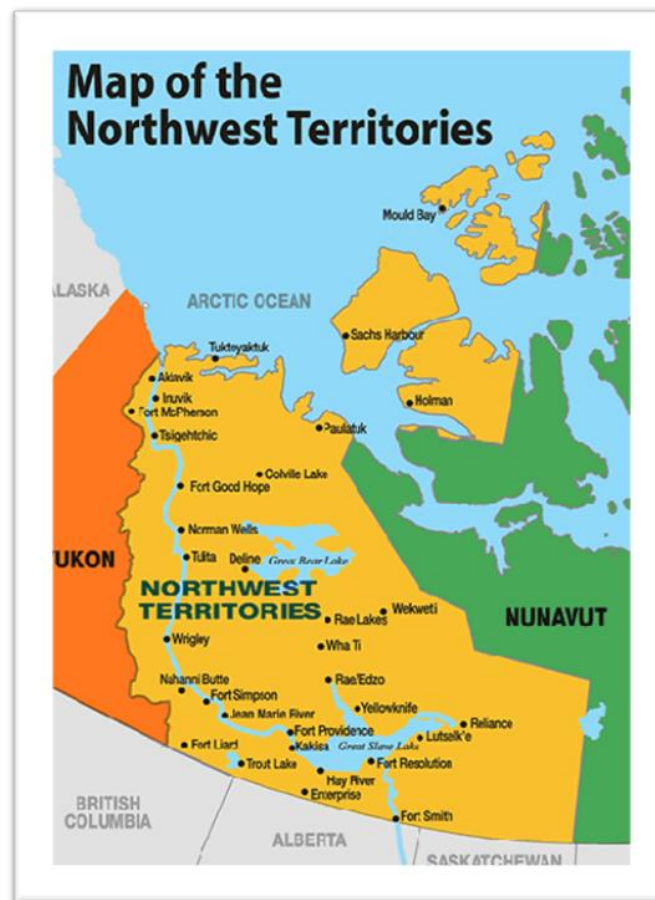 Map of the
Northwest Territories
Mould Bay
ALASKA
ARCTIC OCEAN
Sachs Harbour
Tuktoyaktuk
Aklavik
Holman
Inuvik
Fort McPherson
Paulatuk
Tsigehtchic
Colville Lake
Fort Good Hope
Norman Wells
YUKON
Tulita
Deline
Great Bear Lake
NORTHWEST
TERRITORIES
Wekweti
Rae Lakes
NUNAVUT
Wrigley
Wha Ti
Nahanni Butte
Rae/Edzo
Fort Simpson
Yellowknife
Jean Marie River
Reliance
Fort Providence
Lutselk'e
Fort Liard
Kakisa
Great Slave Lake
Trout Lake
Fort Resolution
Hay River
Enterprise
BRITISH
COLUMBIA
Fort Smith
ALBERTA
SASKATCHEWAN